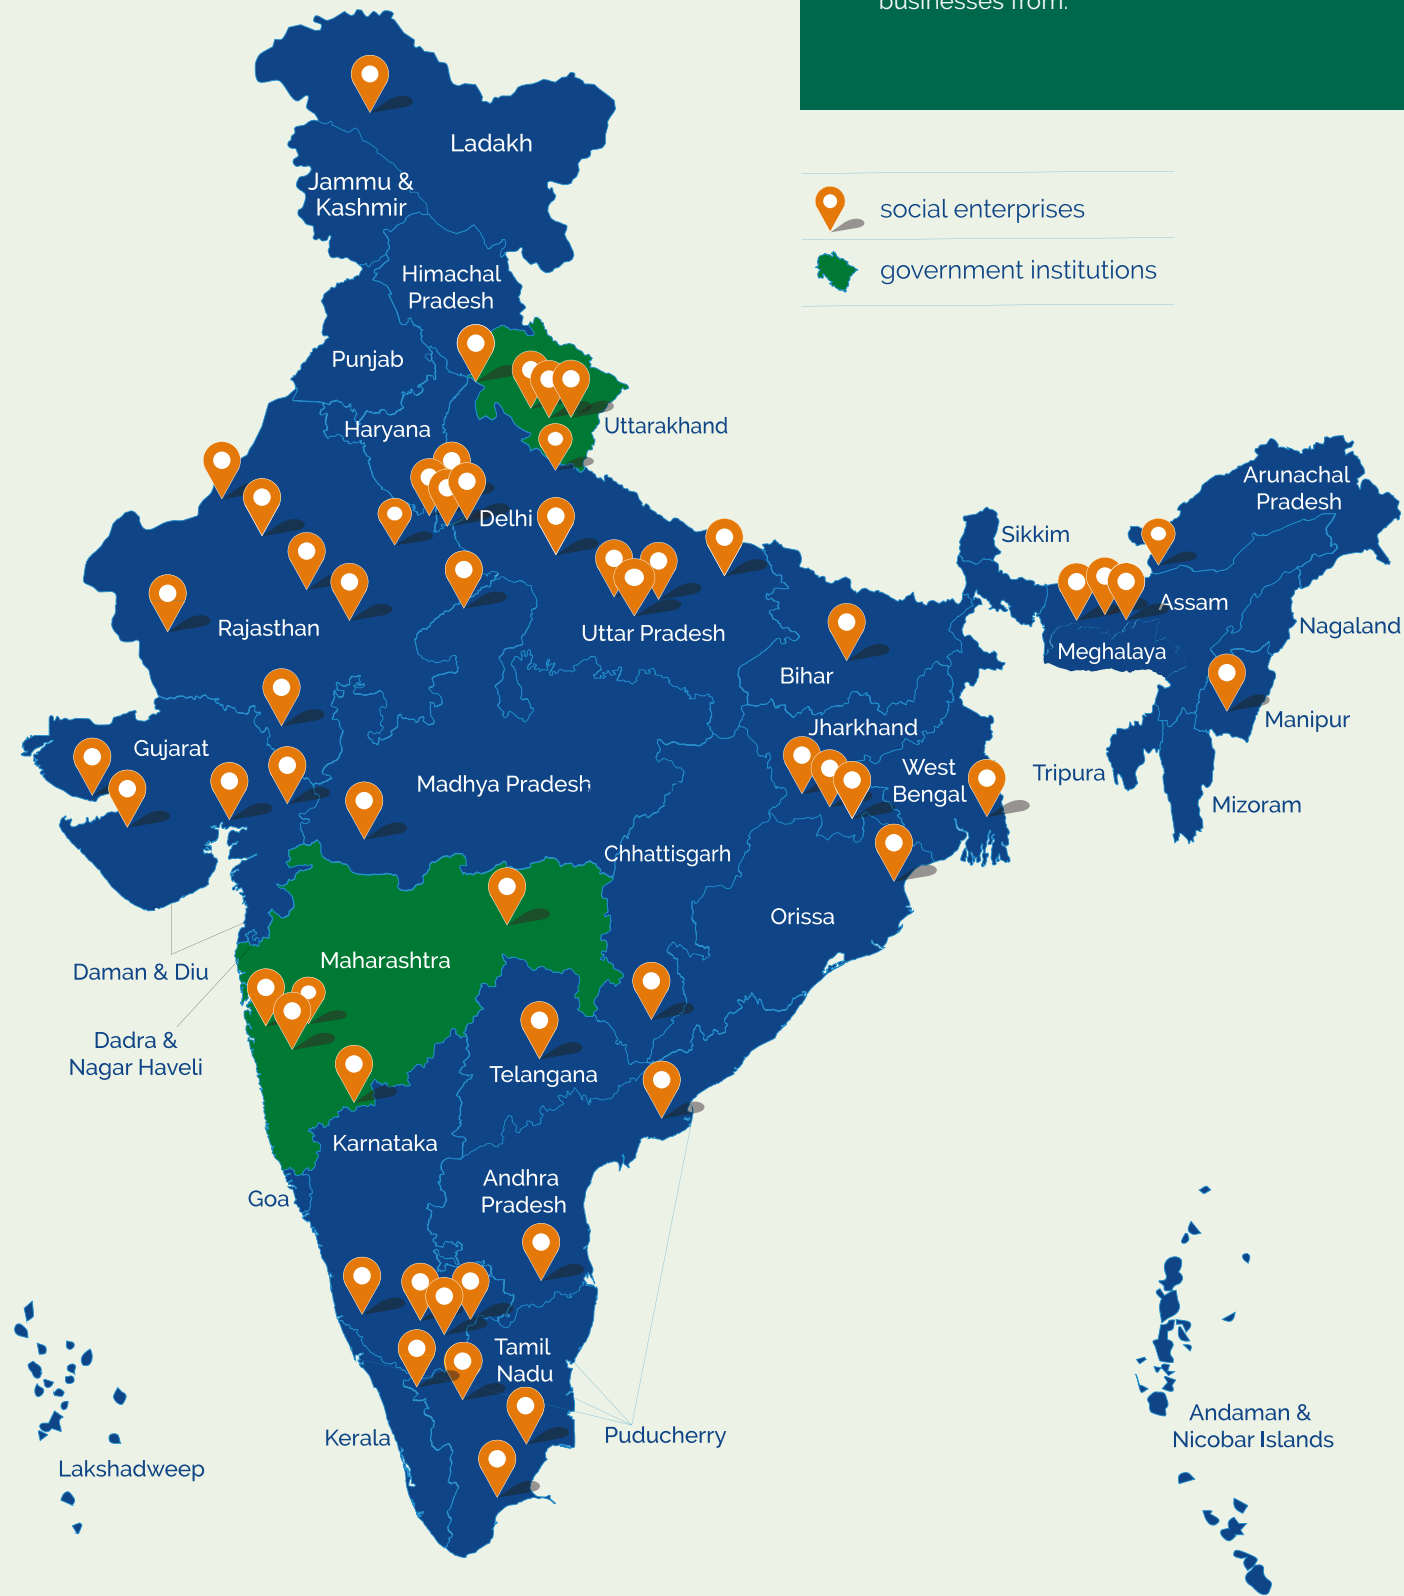 businesses from.
social enterprises
government institutions
Ladakh
Jammu &
Kashmir
Himachal
Pradesh
Punjab
Haryana
Uttarakhand
Delhi
Rajasthan
Uttar Pradesh
Bihar
Sikkim
Arunachal
Pradesh
Assam
Nagaland
Meghalaya
Manipur
Tripura
Mizoram
Gujarat
Madhya Pradesh
Jharkhand
West
Bengal
Chhattisgarh
Orissa
Daman & Diu
Dadra &
Nagar Haveli
Maharashtra
Telangana
Karnataka
Goa
Andhra
Pradesh
Tamil
Nadu
Kerala
Puducherry
Lakshadweep
Andaman &
Nicobar Islands